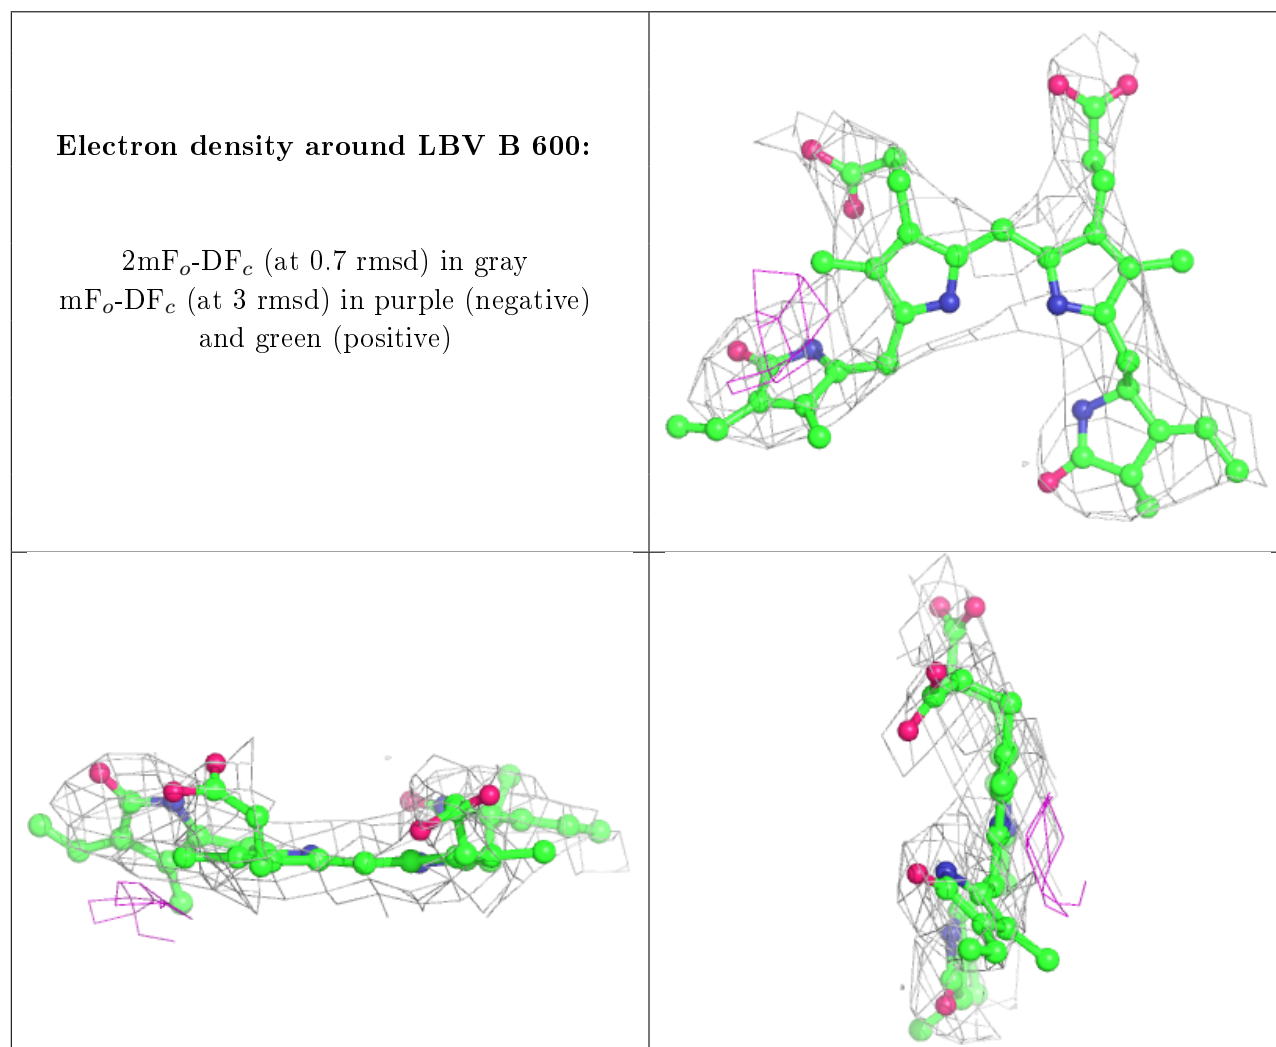 Electron density around LBV B 600:
2mFₒ-DF𝑐 (at 0.7 rmsd) in gray
mFₒ-DF𝑐 (at 3 rmsd) in purple (negative)
and green (positive)